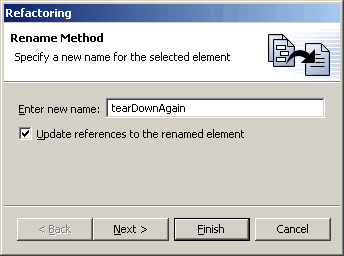 Refactoring
Rename Method
Specify a new name for the selected element
Enter new name: tearDownAgain
Update references to the renamed element
< Back Next > Finish Cancel